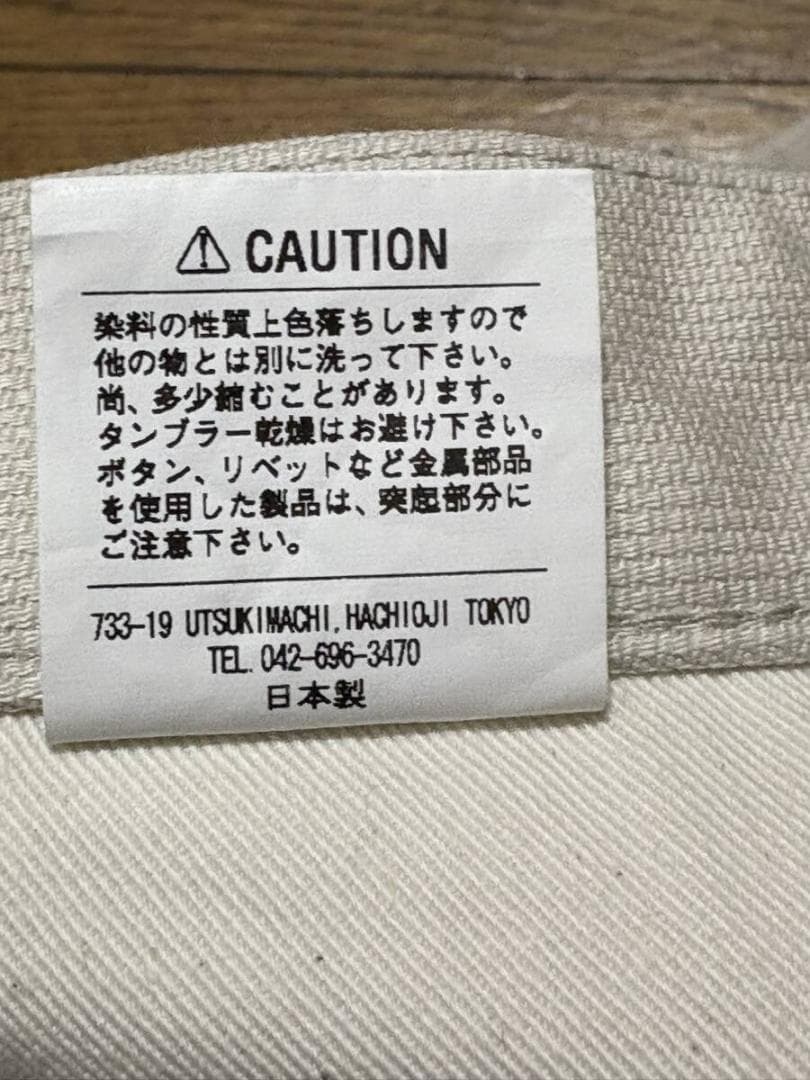 ⚠ CAUTION
染料の性質上色落ちしますので
他の物とは別に洗って下さい。
尚、多少縮むことがあります。
タンブラー乾燥はお避け下さい。
ボタン、リベットなど金属部品
を使用した製品は、突起部分に
ご注意下さい。
733-19 UTSUKIMACHI, HACHIOJI TOKYO
TEL. 042-696-3470
日本製